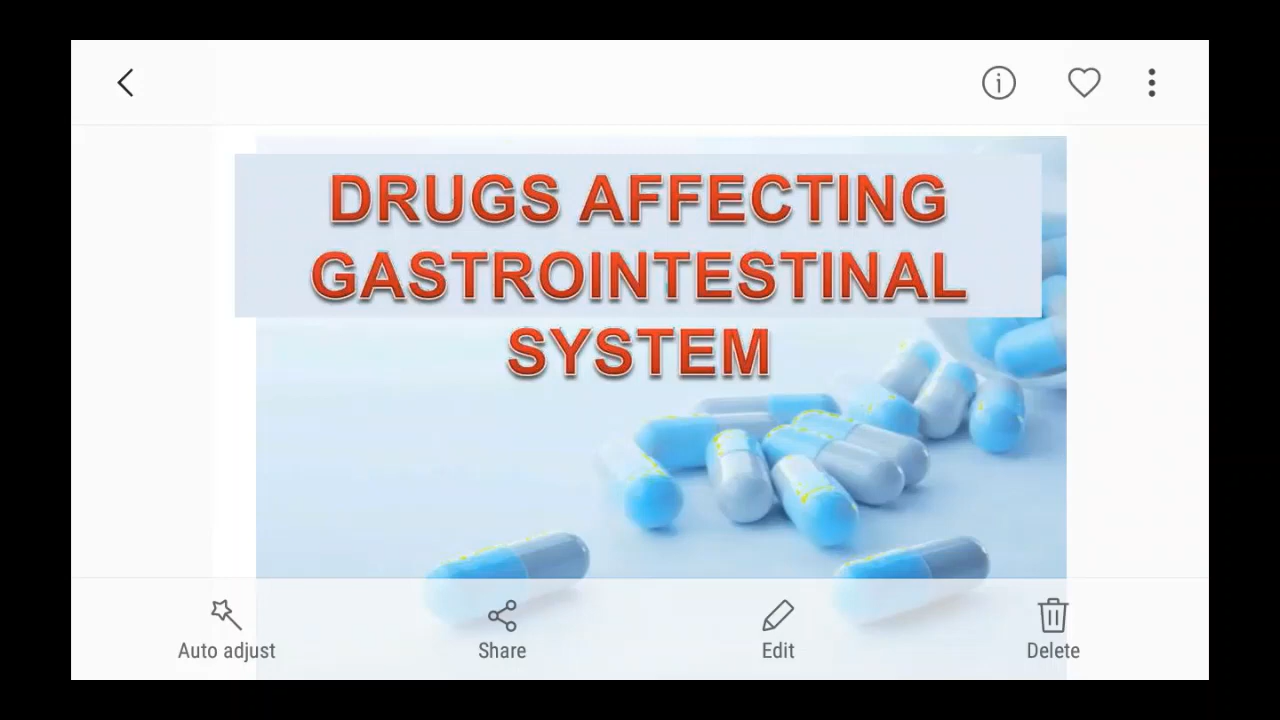 DRUGS AFFECTING
GASTROINTESTINAL
SYSTEM
Auto adjust
Share
Edit
Delete